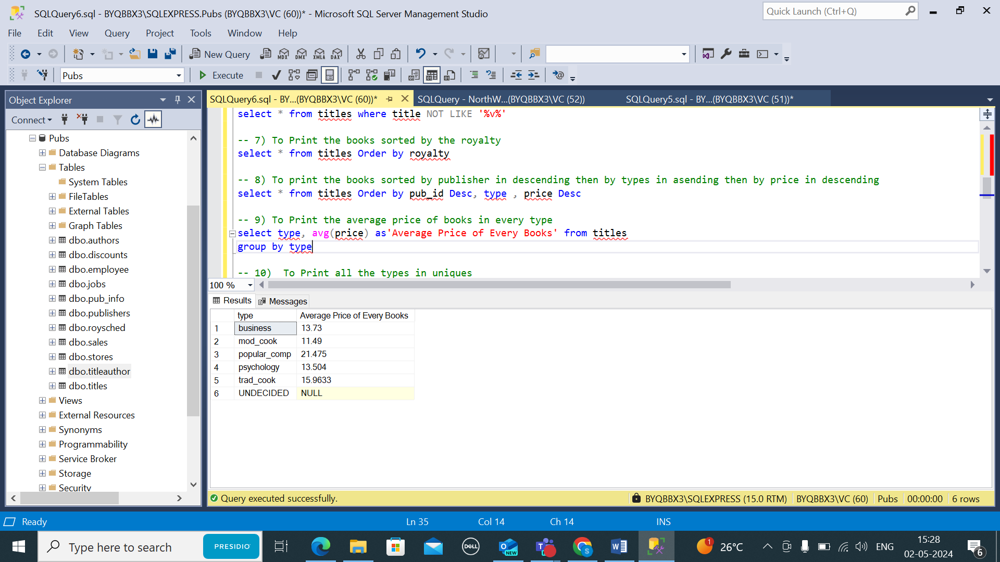 SQLQuery6.sql - BYQBBX3\SQLEXPRESS.Pubs (BYQBBX3\VC (60))* - Microsoft SQL Server Management Studio
Quick Launch (Ctrl+Q)
File Edit View Query Project Tools Window Help
New Query
MDX DMX XMLA DAX
Pubs
Execute
Object Explorer
Connect
Pubs
Database Diagrams
Tables
System Tables
FileTables
External Tables
Graph Tables
dbo.authors
dbo.discounts
dbo.employee
dbo.jobs
dbo.pub_info
dbo.publishers
dbo.roysched
dbo.sales
dbo.stores
dbo.titleauthor
dbo.titles
Views
External Resources
Synonyms
Programmability
Service Broker
Storage
Security
SQLQuery6.sql - BY...(BYQBBX3\VC (60))*
SQLQuery - NorthW...(BYQBBX3\VC (52))
SQLQuery5.sql - BY...(BYQBBX3\VC (51))*
select * from titles where title NOT LIKE '%v%'
-- 7) To Print the books sorted by the royalty
select * from titles Order by royalty
-- 8) To print the books sorted by publisher in descending then by types in asending then by price in descending
select * from titles Order by pub_id Desc, type , price Desc
-- 9) To Print the average price of books in every type
select type, avg(price) as'Average Price of Every Books' from titles
group by type
-- 10)  To Print all the types in uniques
100 %
Results Messages
type Average Price of Every Books
1 business 13.73
2 mod_cook 11.49
3 popular_comp 21.475
4 psychology 13.504
5 trad_cook 15.9633
6 UNDECIDED NULL
Query executed successfully.
BYQBBX3\SQLEXPRESS (15.0 RTM) BYQBBX3\VC (60) Pubs 00:00:00 6 rows
Ready
Ln 35 Col 14 Ch 14 INS
Type here to search
PRESIDIO
DELL
NEW
S
1
26°C
ENG
15:28
02-05-2024
6